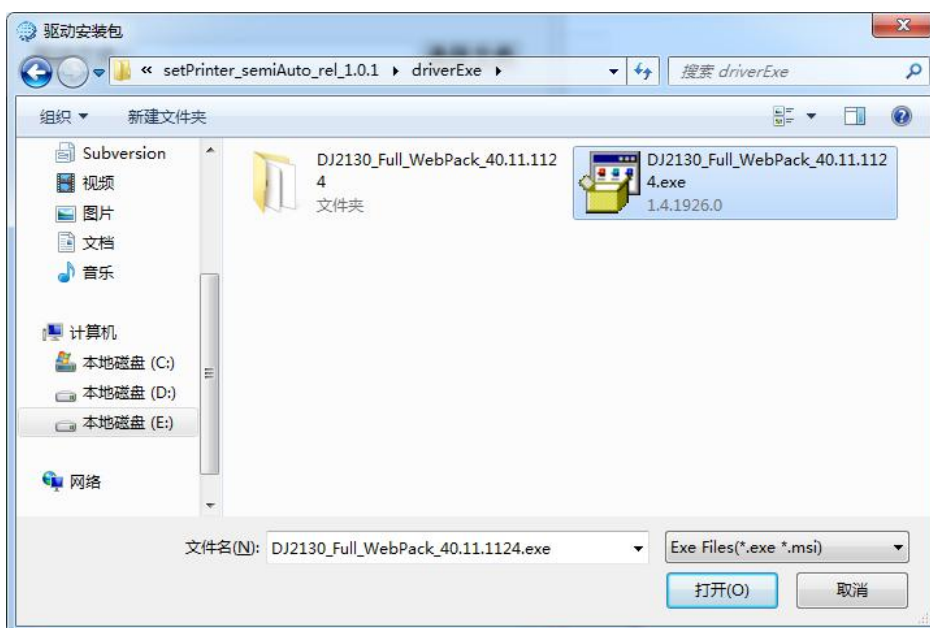 驱动安装包
« setPrinter_semiAuto_rel_1.0.1 ▸ driverExe ▸
搜索 driverExe
组织 ▼ 新建文件夹
Subversion
视频
图片
文档
音乐
计算机
本地磁盘 (C:)
本地磁盘 (D:)
本地磁盘 (E:)
网络
DJ2130_Full_WebPack_40.11.112
4
文件夹
DJ2130_Full_WebPack_40.11.112
4.exe
1.4.1926.0
文件名(N): DJ2130_Full_WebPack_40.11.1124.exe
Exe Files(*.exe *.msi)
打开(O) 取消